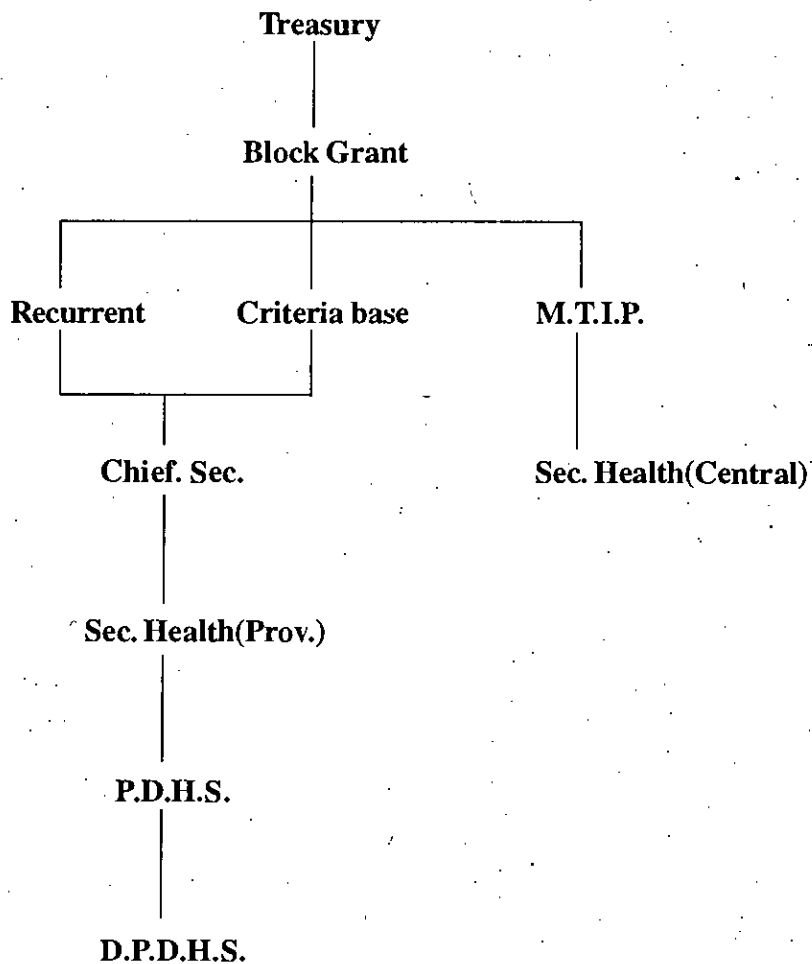 Treasury
Block Grant
Recurrent Criteria base M.T.I.P.
Chief. Sec. Sec. Health(Central)
Sec. Health(Prov.)
P.D.H.S.
D.P.D.H.S.